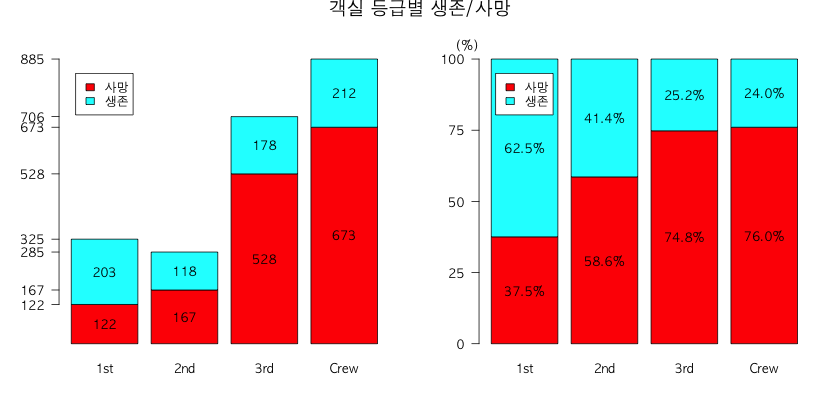 객실 등급별 생존/사망
885
706
673
528
325
285
167
122
사망
생존
203
122
118
167
178
528
212
673
1st
2nd
3rd
Crew
(%)
100
75
50
25
0
사망
생존
62.5%
37.5%
41.4%
58.6%
25.2%
74.8%
24.0%
76.0%
1st
2nd
3rd
Crew